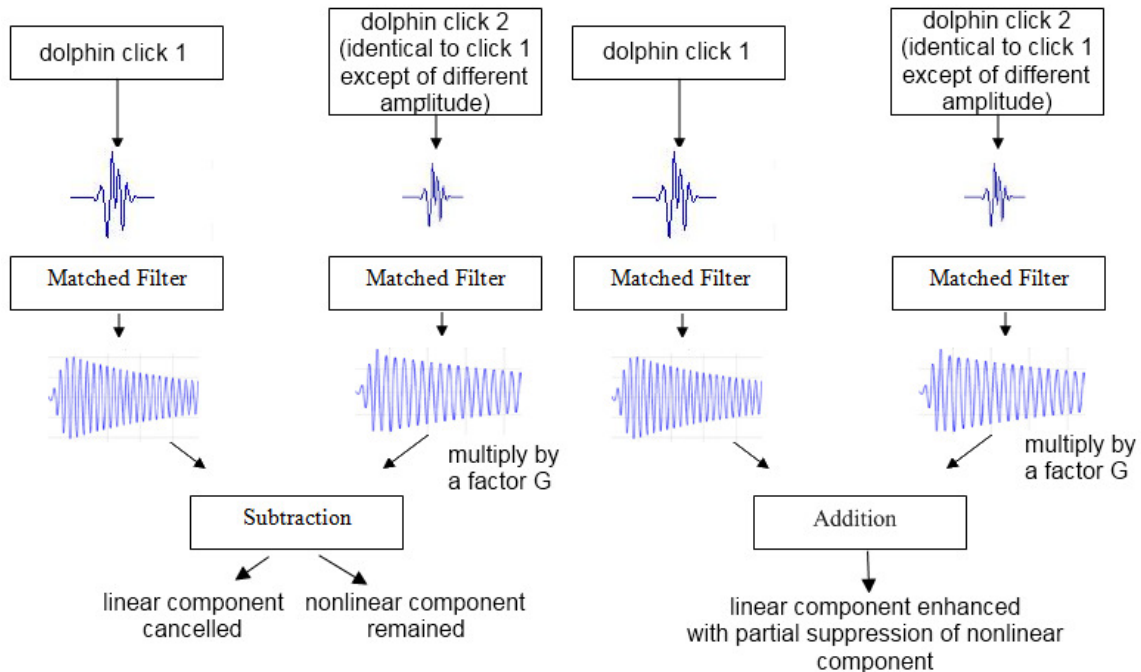 dolphin click 1
dolphin click 2
(identical to click 1
except of different
amplitude)
dolphin click 1
dolphin click 2
(identical to click 1
except of different
amplitude)
Matched Filter
Matched Filter
Matched Filter
Matched Filter
multiply by
a factor G
multiply by
a factor G
Subtraction
Addition
linear component
cancelled
nonlinear component
remained
linear component enhanced
with partial suppression of nonlinear
component